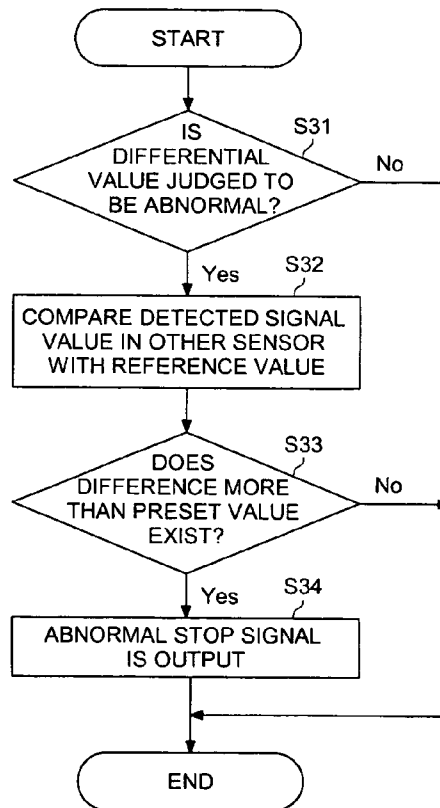 START
S31
IS
DIFFERENTIAL
VALUE JUDGED TO
BE ABNORMAL?
No
Yes
S32
COMPARE DETECTED SIGNAL
VALUE IN OTHER SENSOR
WITH REFERENCE VALUE
S33
DOES
DIFFERENCE MORE
THAN PRESET VALUE
EXIST?
No
Yes
S34
ABNORMAL STOP SIGNAL
IS OUTPUT
END